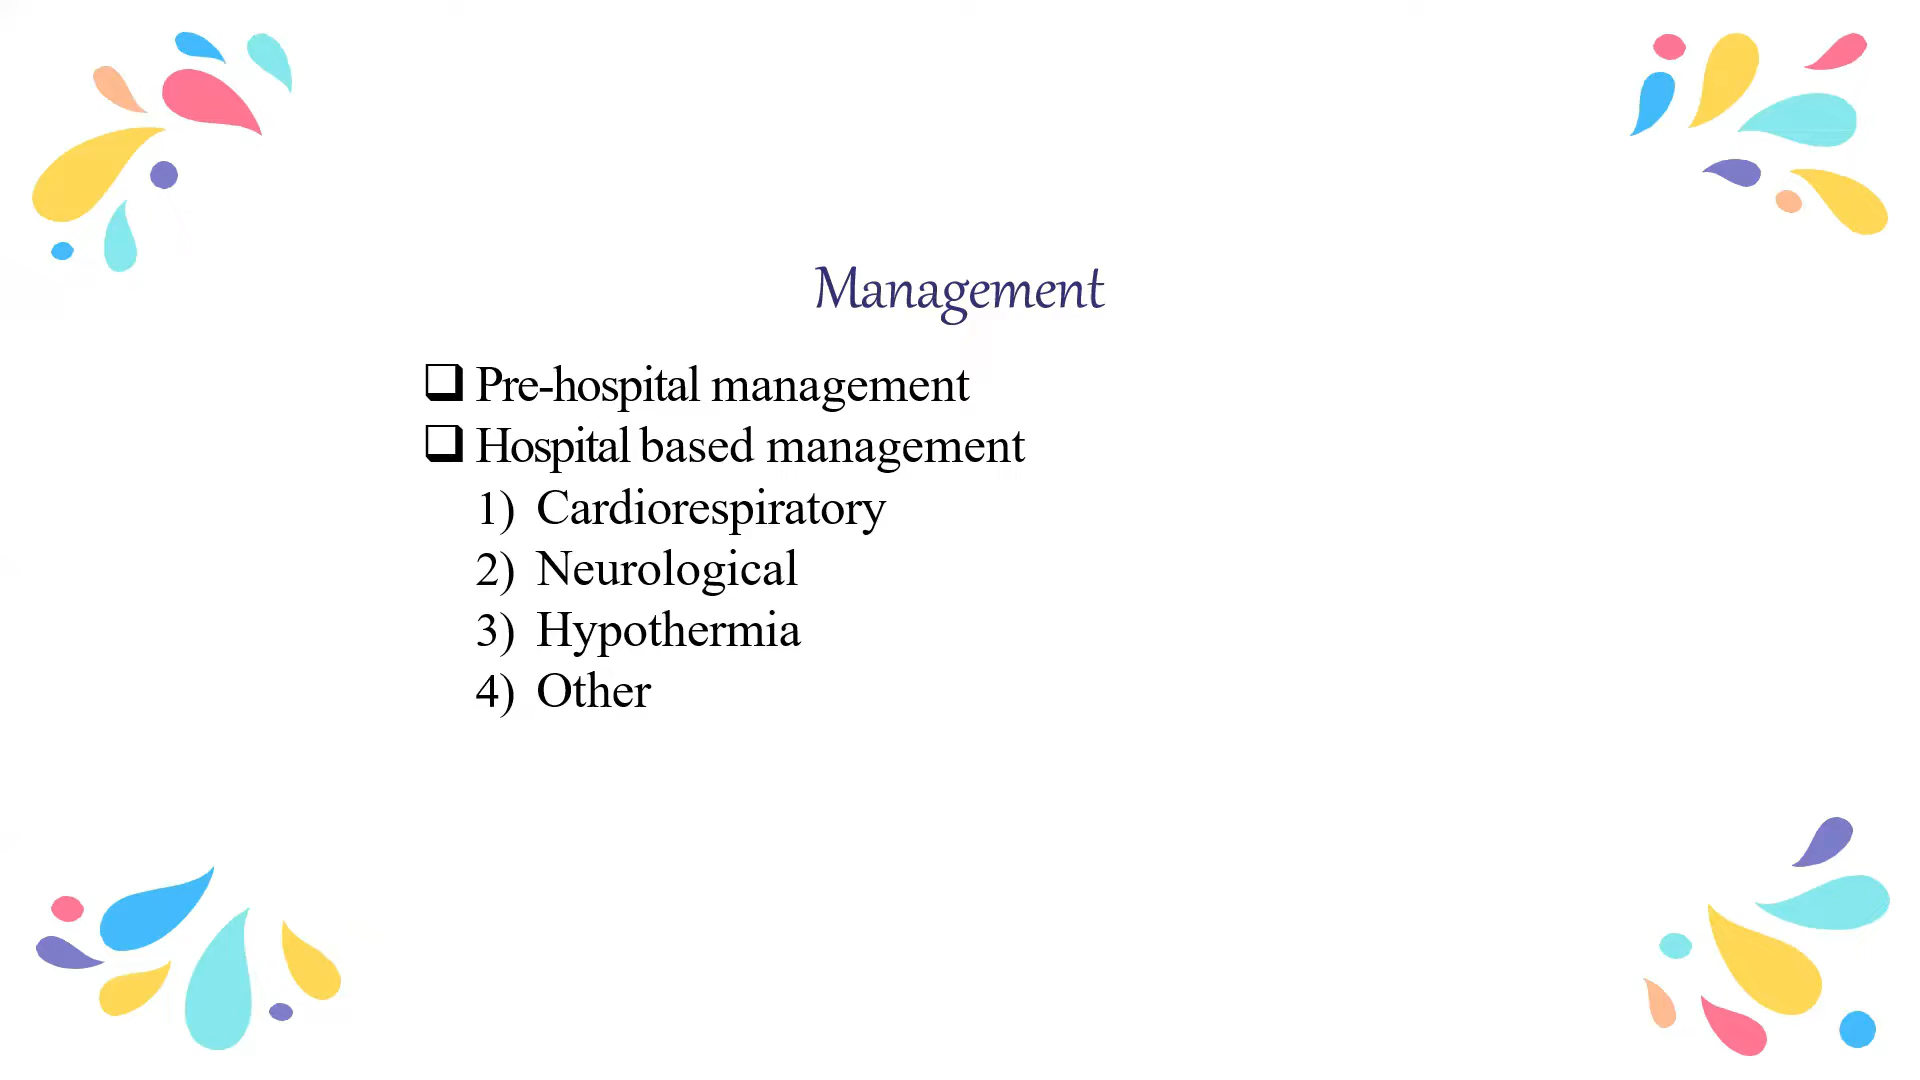 Management
❑ Pre-hospital management
❑ Hospital based management
1) Cardiorespiratory
2) Neurological
3) Hypothermia
4) Other